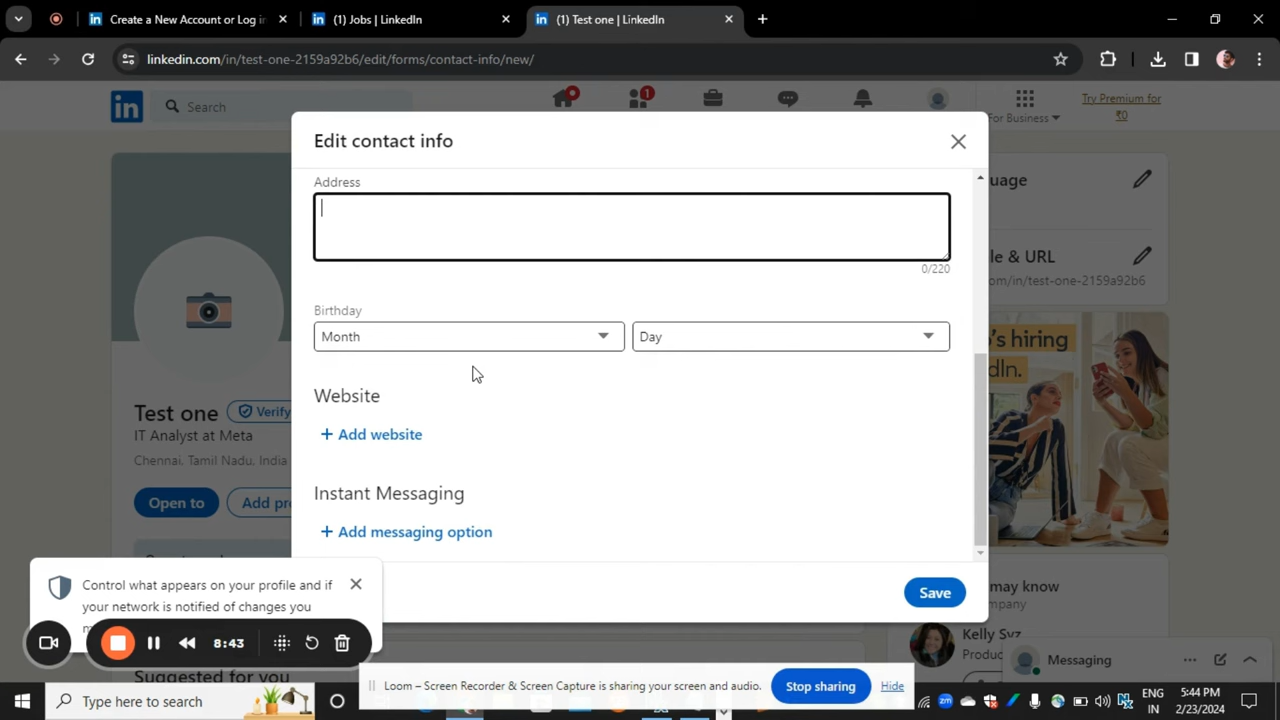 Create a New Account or Log in
(1) Jobs | LinkedIn
(1) Test one | LinkedIn
linkedin.com/in/test-one-2159a92b6/edit/forms/contact-info/new/
in
Search
1
For Business
Try Premium for
₹0
Edit contact info
Address
0/220
Birthday
Month
Day
Website
+ Add website
Instant Messaging
+ Add messaging option
Save
Test one
Verify
IT Analyst at Meta
Chennai, Tamil Nadu, India
Open to
Add pr
uage
le & URL
om/in/test-one-2159a92b6
's hiring
dIn.
may know
ompany
Kelly Syz
Produc
Messaging
Control what appears on your profile and if
your network is notified of changes you
8:43
Suggested for you
Loom – Screen Recorder & Screen Capture is sharing your screen and audio.
Stop sharing
Hide
Type here to search
ENG
IN
5:44 PM
2/23/2024